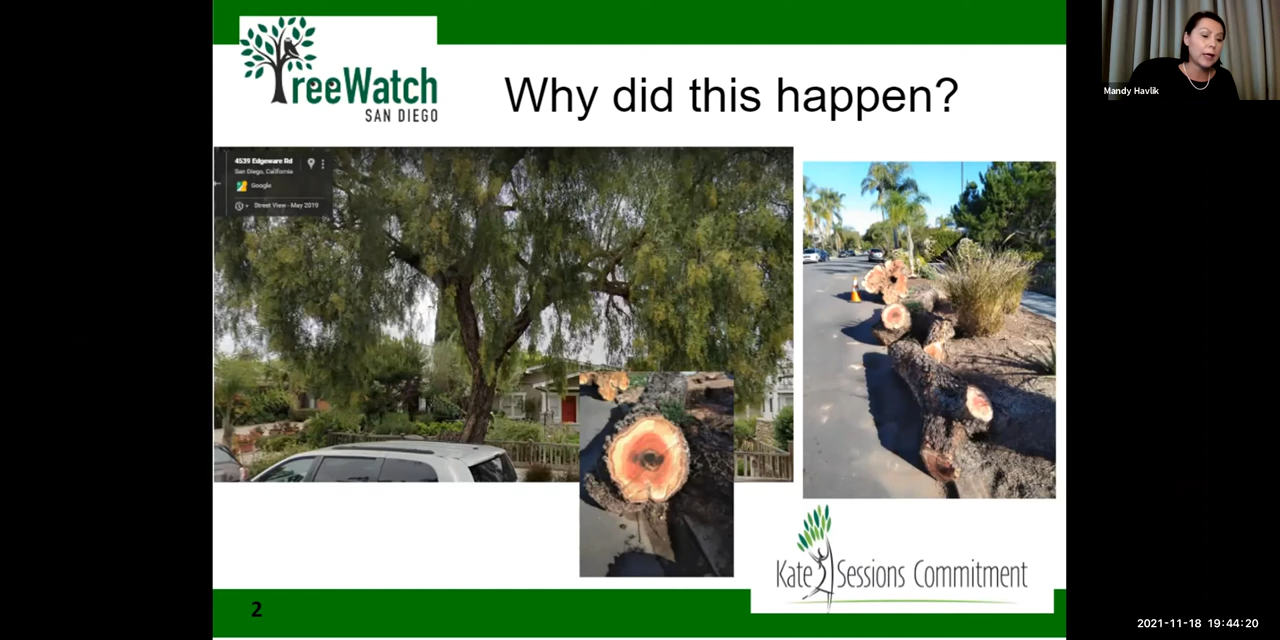 TreeWatch
SAN DIEGO
Why did this happen?
Mandy Havlik
4539 Edgeware Rd
San Diego, California
Google
Street View - May 2019
Kate Sessions Commitment
2
2021-11-18 19:44:20